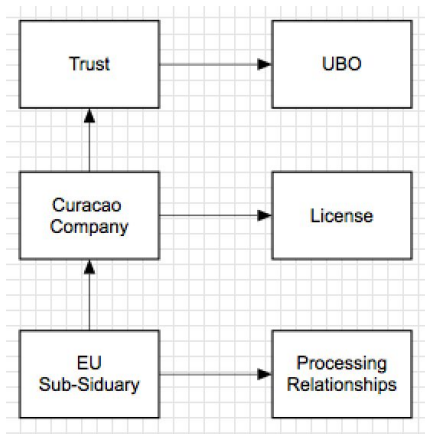 Trust
UBO
Curacao
Company
License
EU
Sub-Siduary
Processing
Relationships